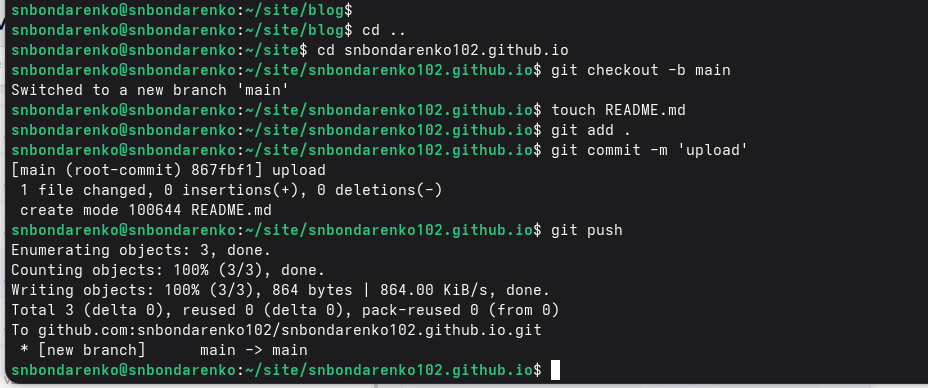 snbondarenko@snbondarenko:~/site/blog$
snbondarenko@snbondarenko:~/site/blog$ cd ..
snbondarenko@snbondarenko:~/site$ cd snbondarenko102.github.io
snbondarenko@snbondarenko:~/site/snbondarenko102.github.io$ git checkout -b main
Switched to a new branch 'main'
snbondarenko@snbondarenko:~/site/snbondarenko102.github.io$ touch README.md
snbondarenko@snbondarenko:~/site/snbondarenko102.github.io$ git add .
snbondarenko@snbondarenko:~/site/snbondarenko102.github.io$ git commit -m 'upload'
[main (root-commit) 867fbf1] upload
 1 file changed, 0 insertions(+), 0 deletions(-)
 create mode 100644 README.md
snbondarenko@snbondarenko:~/site/snbondarenko102.github.io$ git push
Enumerating objects: 3, done.
Counting objects: 100% (3/3), done.
Writing objects: 100% (3/3), 864 bytes | 864.00 KiB/s, done.
Total 3 (delta 0), reused 0 (delta 0), pack-reused 0 (from 0)
To github.com:snbondarenko102/snbondarenko102.github.io.git
 * [new branch]      main -> main
snbondarenko@snbondarenko:~/site/snbondarenko102.github.io$